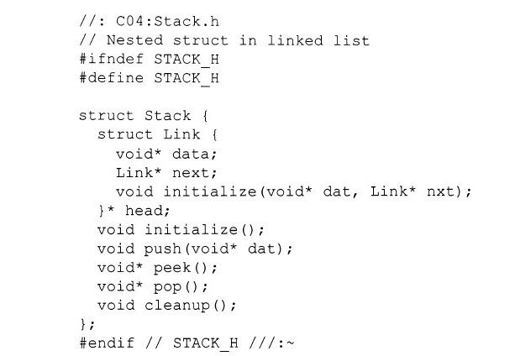 //: C04:Stack.h
// Nested struct in linked list
#ifndef STACK_H
#define STACK_H
struct Stack {
  struct Link {
    void* data;
    Link* next;
    void initialize(void* dat, Link* nxt);
  }* head;
  void initialize();
  void push(void* dat);
  void* peek();
  void* pop();
  void cleanup();
};
#endif // STACK_H ///:~